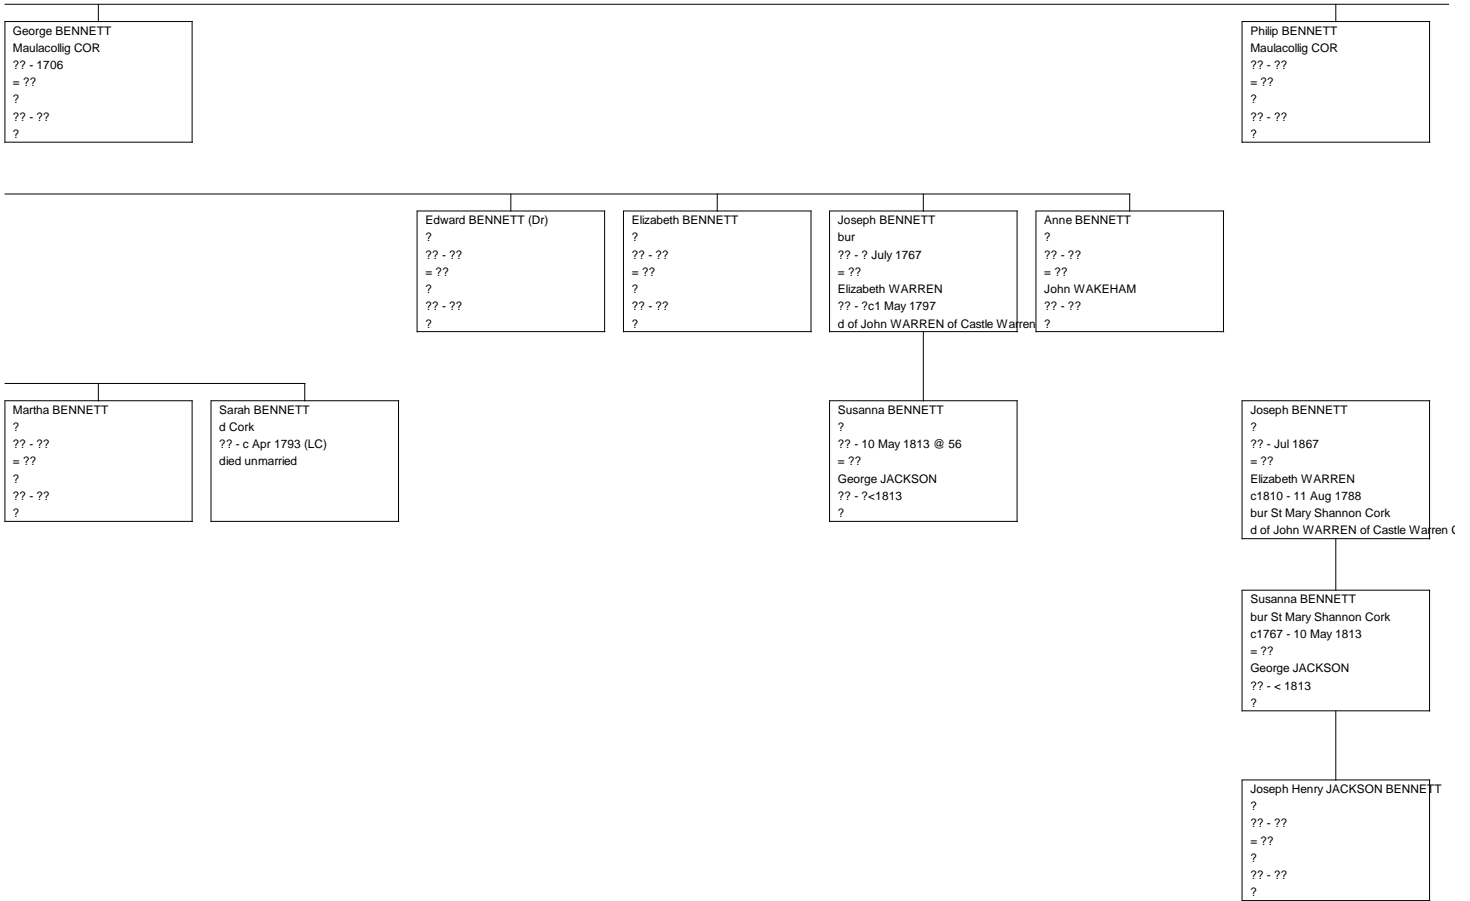 George BENNETT
Maulacollig COR
?? - 1706
= ??
?
?? - ??
?
Philip BENNETT
Maulacollig COR
?? - ??
= ??
?
?? - ??
?
Edward BENNETT (Dr)
?
?? - ??
= ??
?
?? - ??
?
Elizabeth BENNETT
?
?? - ??
= ??
?
?? - ??
?
Joseph BENNETT
bur
?? - ? July 1767
= ??
Elizabeth WARREN
?? - ?c1 May 1797
d of John WARREN of Castle Warren
Anne BENNETT
?
?? - ??
= ??
John WAKEHAM
?? - ??
?
Martha BENNETT
?
?? - ??
= ??
?
?? - ??
?
Sarah BENNETT
d Cork
?? - c Apr 1793 (LC)
died unmarried
Susanna BENNETT
?
?? - 10 May 1813 @ 56
= ??
George JACKSON
?? - ?<1813
?
Joseph BENNETT
?
?? - Jul 1867
= ??
Elizabeth WARREN
c1810 - 11 Aug 1788
bur St Mary Shannon Cork
d of John WARREN of Castle Warren
Susanna BENNETT
bur St Mary Shannon Cork
c1767 - 10 May 1813
= ??
George JACKSON
?? - < 1813
?
Joseph Henry JACKSON BENNETT
?
?? - ??
= ??
?
?? - ??
?